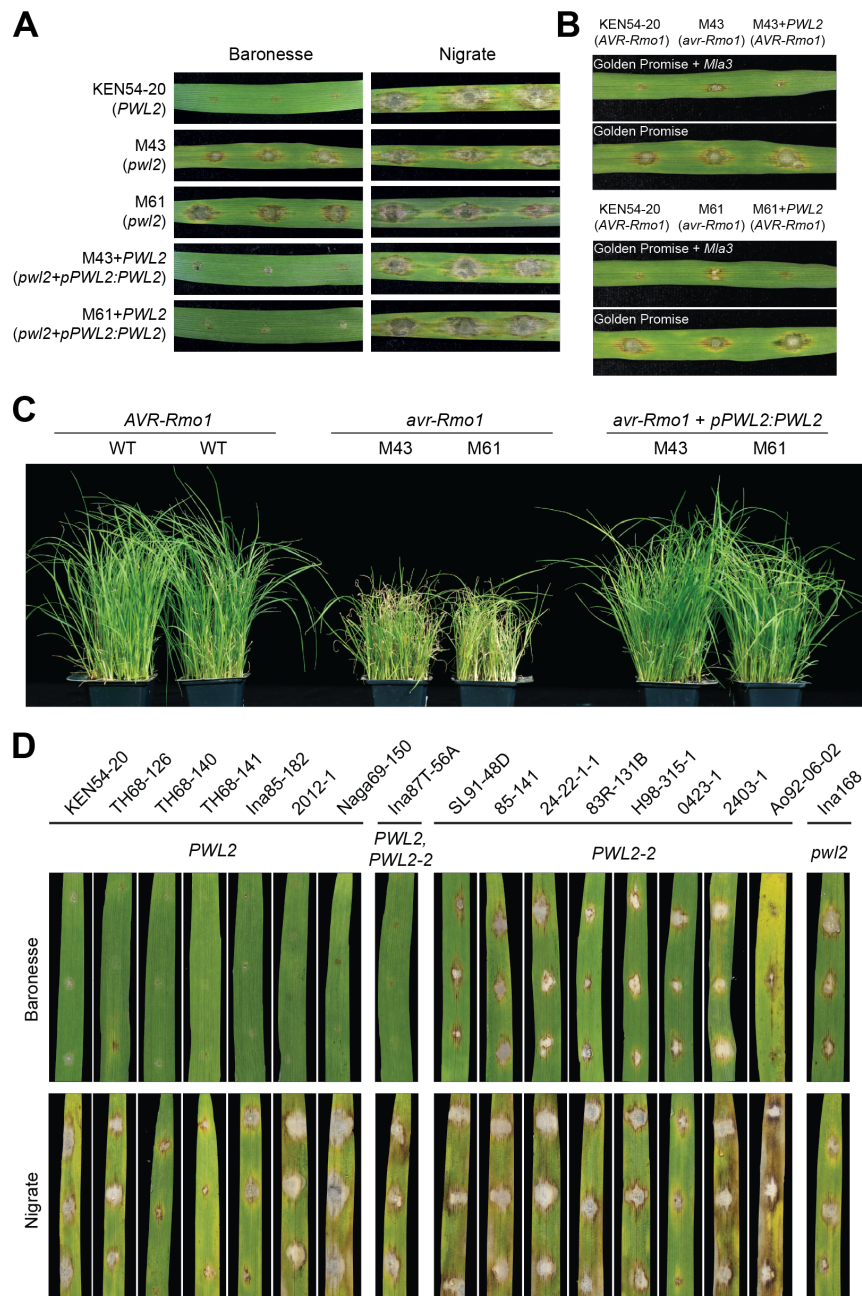 A
Baronesse Nigrate
KEN54-20
(PWL2)
M43
(pwl2)
M61
(pwl2)
M43+PWL2
(pwl2+pPWL2:PWL2)
M61+PWL2
(pwl2+pPWL2:PWL2)
B
KEN54-20 M43 M43+PWL2
(AVR-Rmo1) (avr-Rmo1) (AVR-Rmo1)
Golden Promise + Mla3
Golden Promise
KEN54-20 M61 M61+PWL2
(AVR-Rmo1) (avr-Rmo1) (AVR-Rmo1)
Golden Promise + Mla3
Golden Promise
C
AVR-Rmo1 avr-Rmo1 avr-Rmo1 + pPWL2:PWL2
WT WT M43 M61 M43 M61
D
KEN54-20
TH68-126
TH68-140
TH68-141
Ina85-182
2012-1
Naga69-150
Ina87T-56A
SL91-48D
85-141
24-22-1-1
83R-131B
H98-315-1
0423-1
2403-1
Ao92-06-02
Ina168
PWL2
PWL2,
PWL2-2
PWL2-2
pwl2
Baronesse
Nigrate